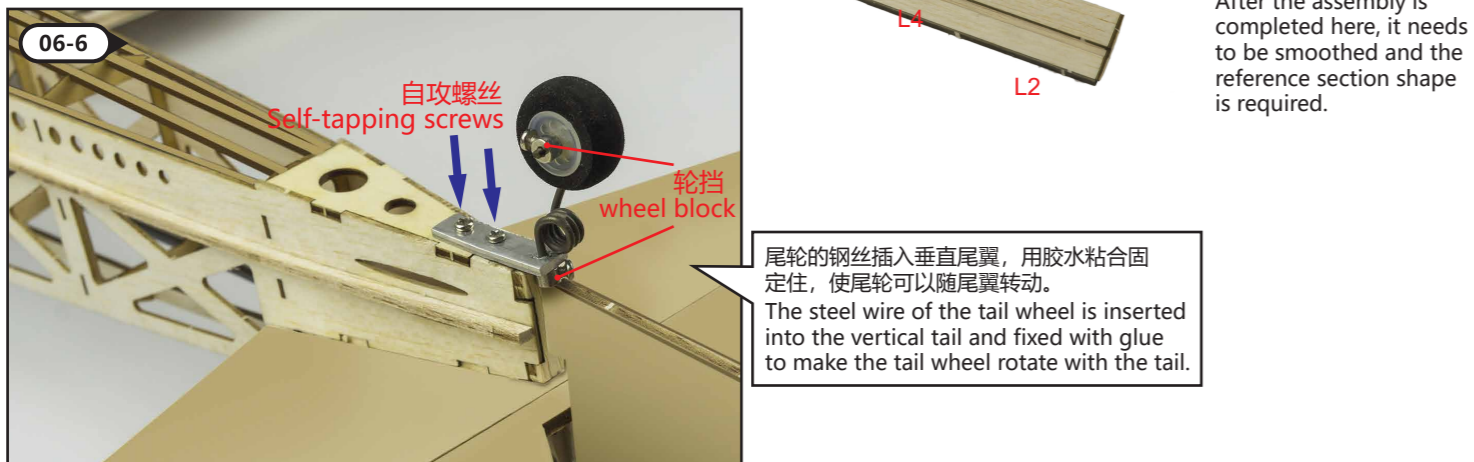 06-6
自攻螺丝
Self-tapping screws
轮挡
wheel block
L4
L2
After the assembly is
completed here, it needs
to be smoothed and the
reference section shape
is required.
尾轮的钢丝插入垂直尾翼，用胶水粘合固
定住，使尾轮可以随尾翼转动。
The steel wire of the tail wheel is inserted
into the vertical tail and fixed with glue
to make the tail wheel rotate with the tail.